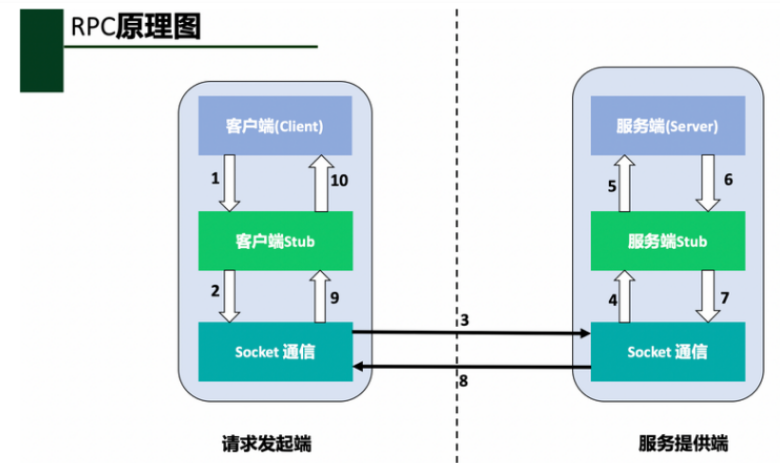 RPC原理图
客户端(Client)
服务端(Server)
1
10
5
6
客户端Stub
服务端Stub
2
9
4
7
3
Socket 通信
Socket 通信
8
请求发起端
服务提供端